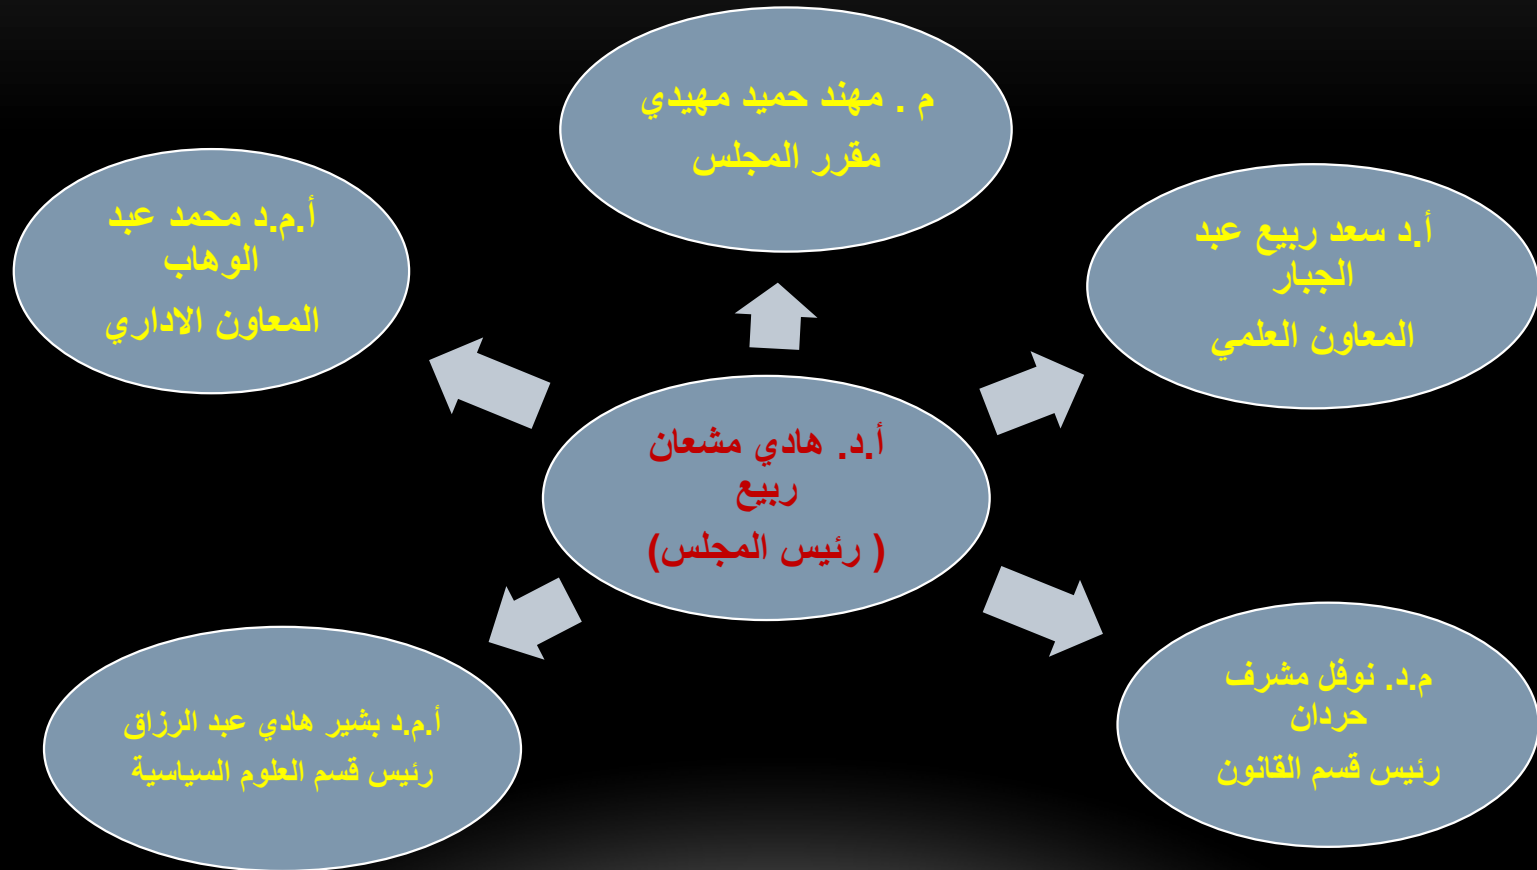 م . مهند حميد مهيدي
مقرر المجلس
أ.د سعد ربيع عبد
الجبار
المعاون العلمي
أ.م.د محمد عبد
الوهاب
المعاون الاداري
أ.د. هادي مشعان
ربيع
( رئيس المجلس)
م.د. نوفل مشرف
حردان
رئيس قسم القانون
أ.م.د بشير هادي عبد الرزاق
رئيس قسم العلوم السياسية